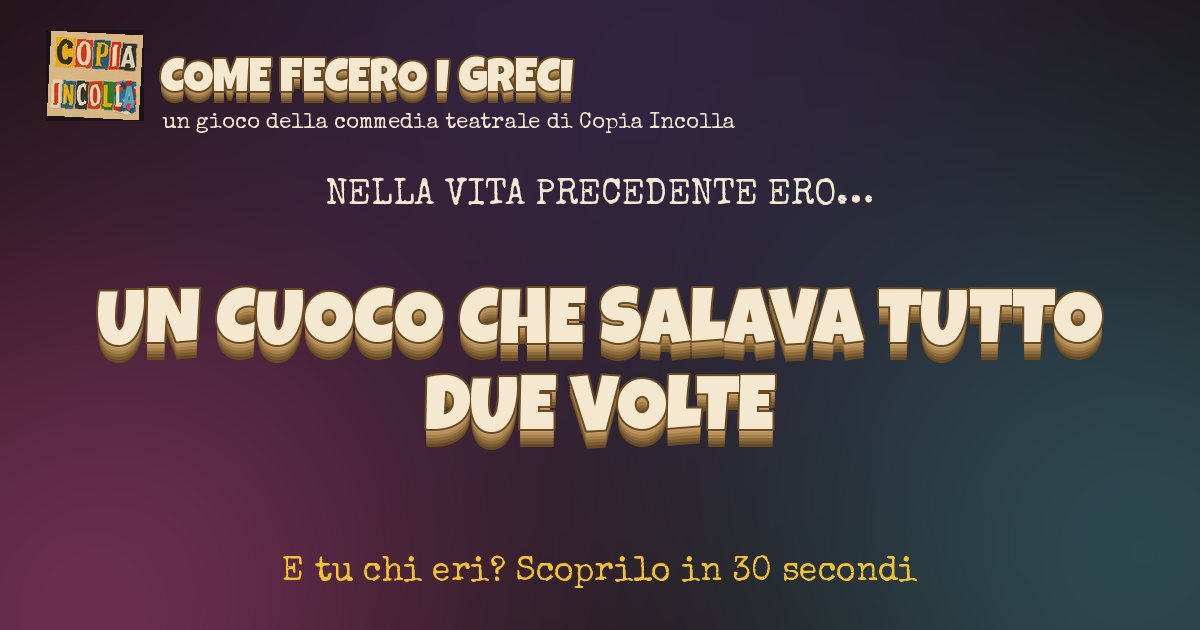 COPIA
INCOLLA
COME FECERO I GRECI
un gioco della commedia teatrale di Copia Incolla
NELLA VITA PRECEDENTE ERO...
UN CUOCO CHE SALAVA TUTTO
DUE VOLTE
E tu chi eri? Scoprilo in 30 secondi